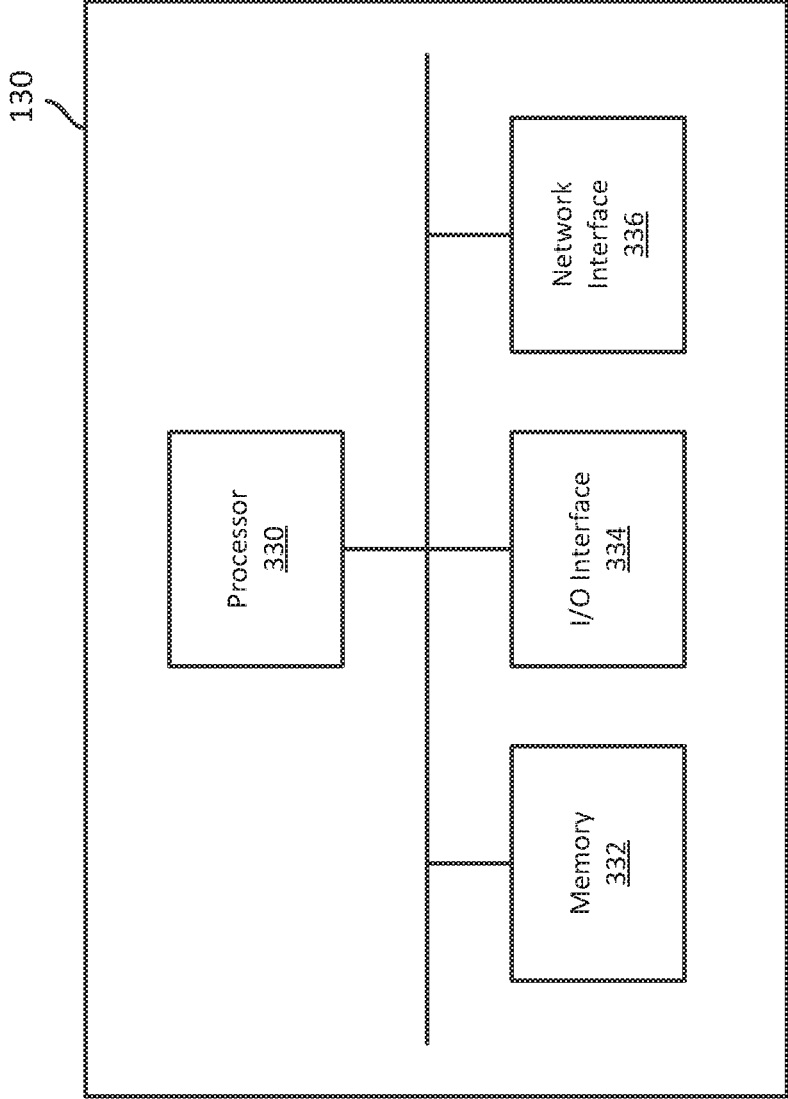 130
Processor
330
Memory
332
I/O Interface
334
Network
Interface
336